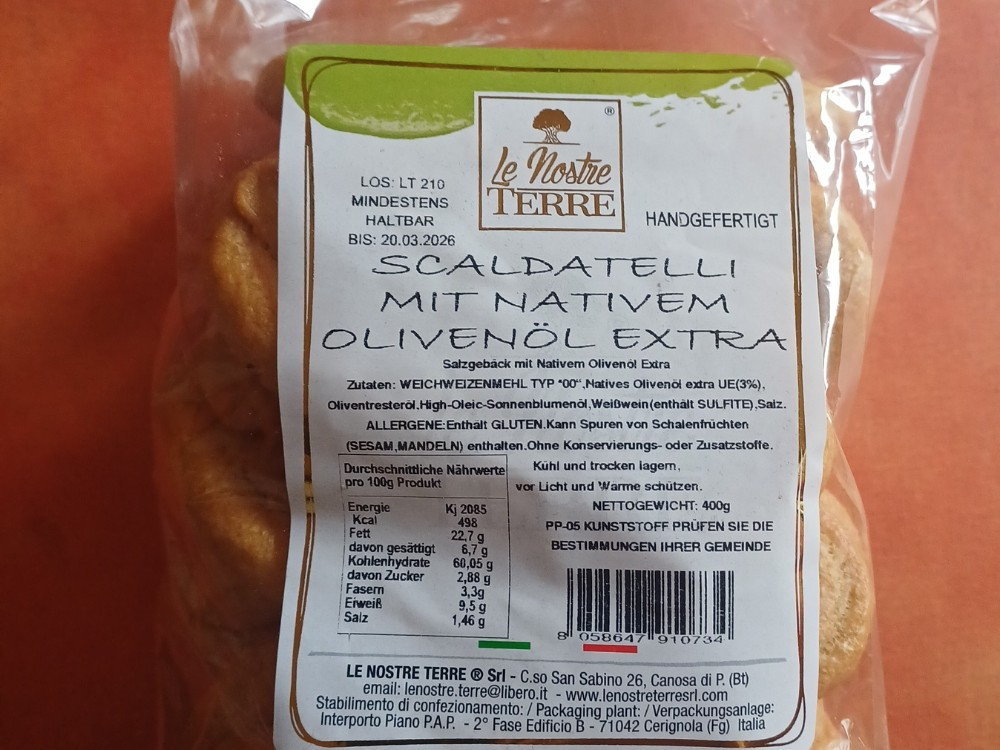 ®
Le Nostre
TERRE
LOS: LT 210
MINDESTENS
HALTBAR
BIS: 20.03.2026
HANDGEFERTIGT
SCALDATELLI
MIT NATIVEM
OLIVENÖL EXTRA
Salzgebäck mit Nativem Olivenöl Extra
Zutaten: WEICHWEIZENMEHL TYP "00",Natives Olivenöl extra UE(3%),
Oliventresteröl,High-Oleic-Sonnenblumenöl,Weißwein(enthält SULFITE),Salz.
ALLERGENE:Enthält GLUTEN.Kann Spuren von Schalenfrüchten
(SESAM,MANDELN) enthalten.Ohne Konservierungs- oder Zusatzstoffe.
Kühl und trocken lagern,
vor Licht und Warme schützen.
NETTOGEWICHT: 400g
PP-05 KUNSTSTOFF PRÜFEN SIE DIE
BESTIMMUNGEN IHRER GEMEINDE
Durchschnittliche Nährwerte
pro 100g Produkt
Energie Kj 2085
Kcal 498
Fett 22,7 g
davon gesättigt 6,7 g
Kohlenhydrate 60,05 g
davon Zucker 2,88 g
Fasern 3,3g
Eiweiß 9,5 g
Salz 1,46 g
8 058647 910734
LE NOSTRE TERRE ® Srl - C.so San Sabino 26, Canosa di P. (Bt)
email: lenostre.terre@libero.it - www.lenostreterresrl.com
Stabilimento di confezionamento: / Packaging plant: / Verpackungsanlage:
Interporto Piano P.A.P. - 2° Fase Edificio B - 71042 Cerignola (Fg) Italia